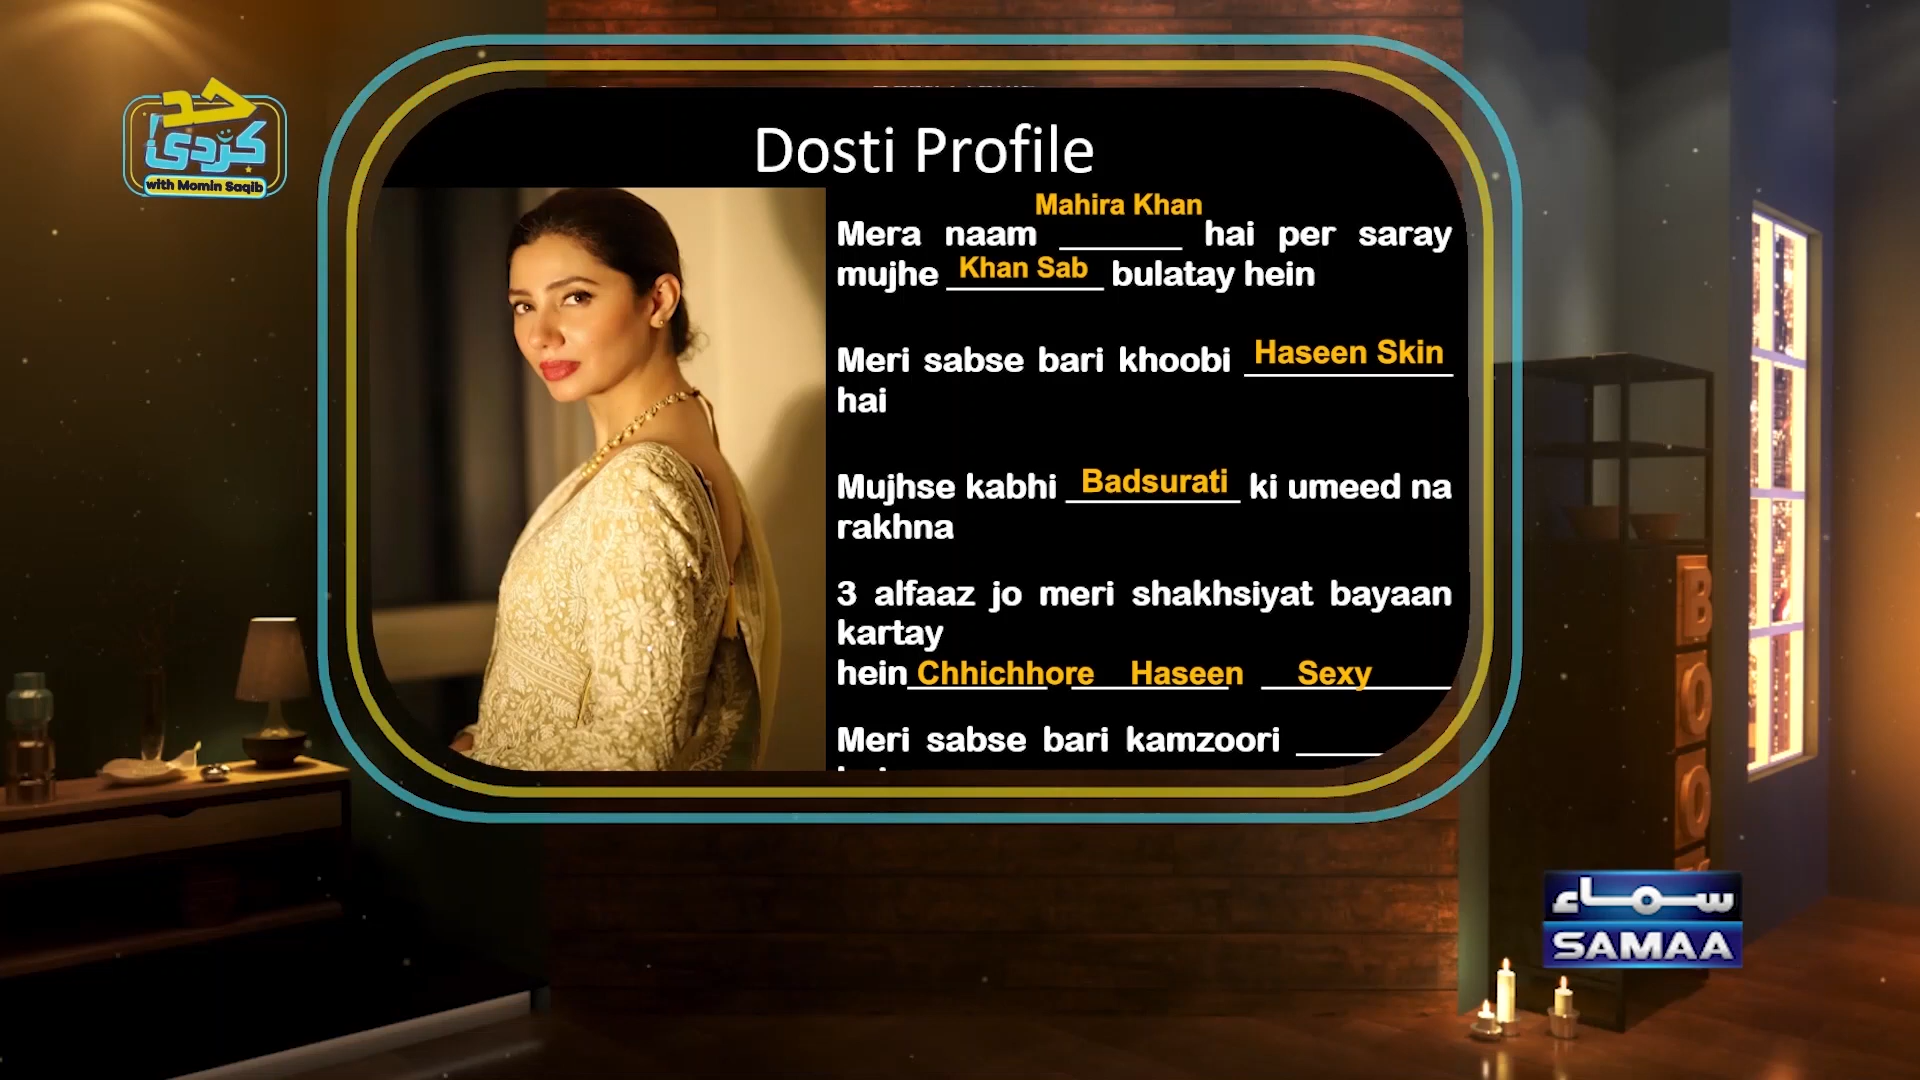 حد
کردی!
with Momin Saqib
Dosti Profile
Mahira Khan
Mera naam _______ hai per saray
mujhe Khan Sab bulatay hein
Meri sabse bari khoobi Haseen Skin
hai
Mujhse kabhi Badsurati ki umeed na
rakhna
3 alfaaz jo meri shakhsiyat bayaan
kartay
hein Chhichhore Haseen Sexy
Meri sabse bari kamzoori _____
B
O
O
سماء
SAMAA